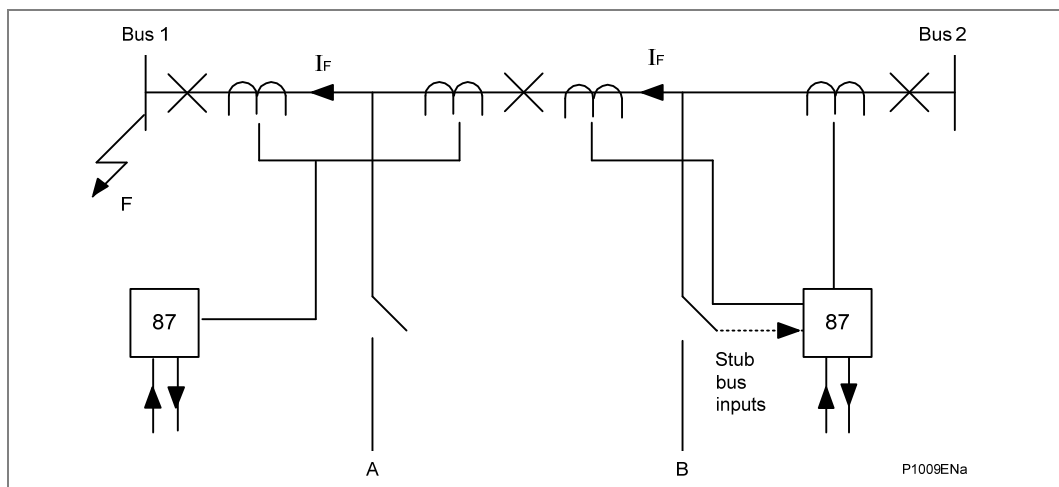 Bus 1
Bus 2
IF
IF
F
87
87
Stub
bus
inputs
A
B
P1009ENa